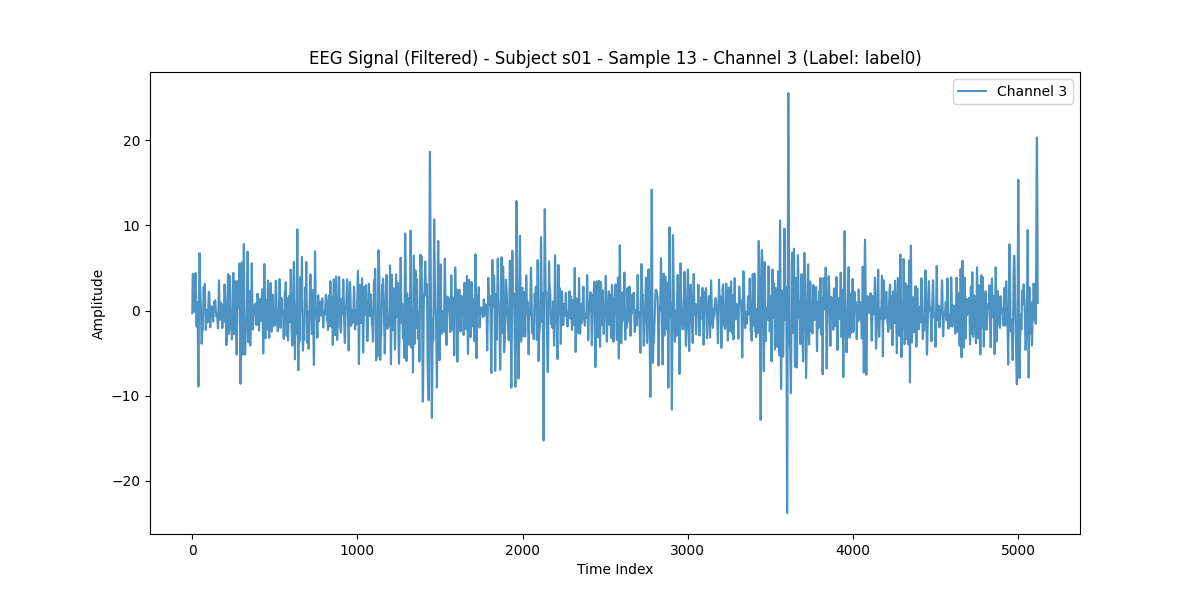 EEG Signal (Filtered) - Subject s01 - Sample 13 - Channel 3 (Label: label0)
Channel 3
20
10
0
−10
−20
Amplitude
0 1000 2000 3000 4000 5000
Time Index